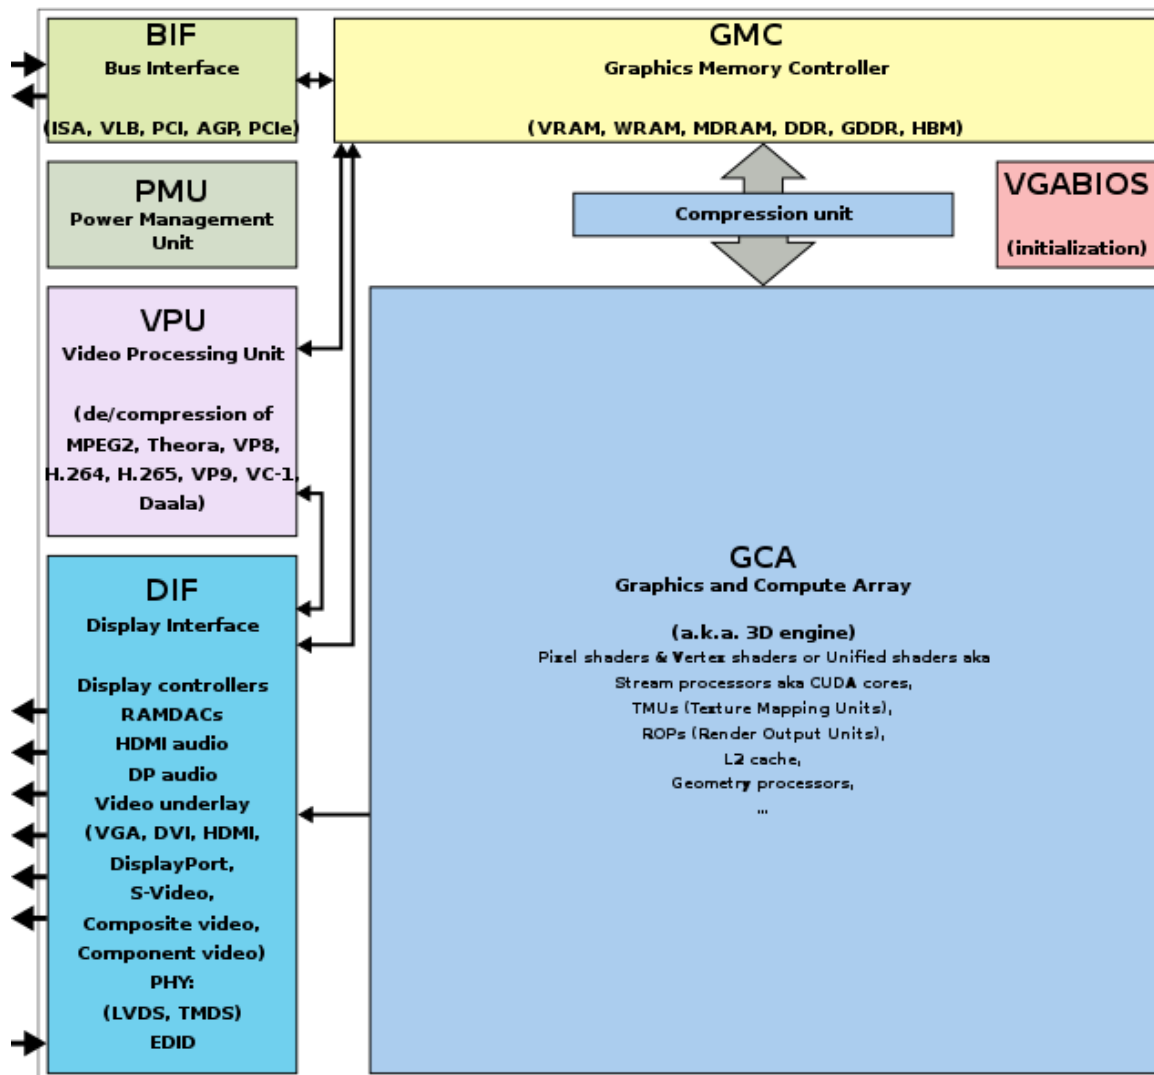 BIF
Bus Interface
(ISA, VLB, PCI, AGP, PCIe)
GMC
Graphics Memory Controller
(VRAM, WRAM, MDRAM, DDR, GDDR, HBM)
PMU
Power Management
Unit
Compression unit
VGABIOS
(initialization)
VPU
Video Processing Unit
(de/compression of
MPEG2, Theora, VP8,
H.264, H.265, VP9, VC-1,
Daala)
DIF
Display Interface
Display controllers
RAMDACs
HDMI audio
DP audio
Video underlay
(VGA, DVI, HDMI,
DisplayPort,
S-Video,
Composite video,
Component video)
PHY:
(LVDS, TMDS)
EDID
GCA
Graphics and Compute Array
(a.k.a. 3D engine)
Pixel shaders & Vertex shaders or Unified shaders aka
Stream processors aka CUDA cores,
TMUs (Texture Mapping Units),
ROPs (Render Output Units),
L2 cache,
Geometry processors,
...